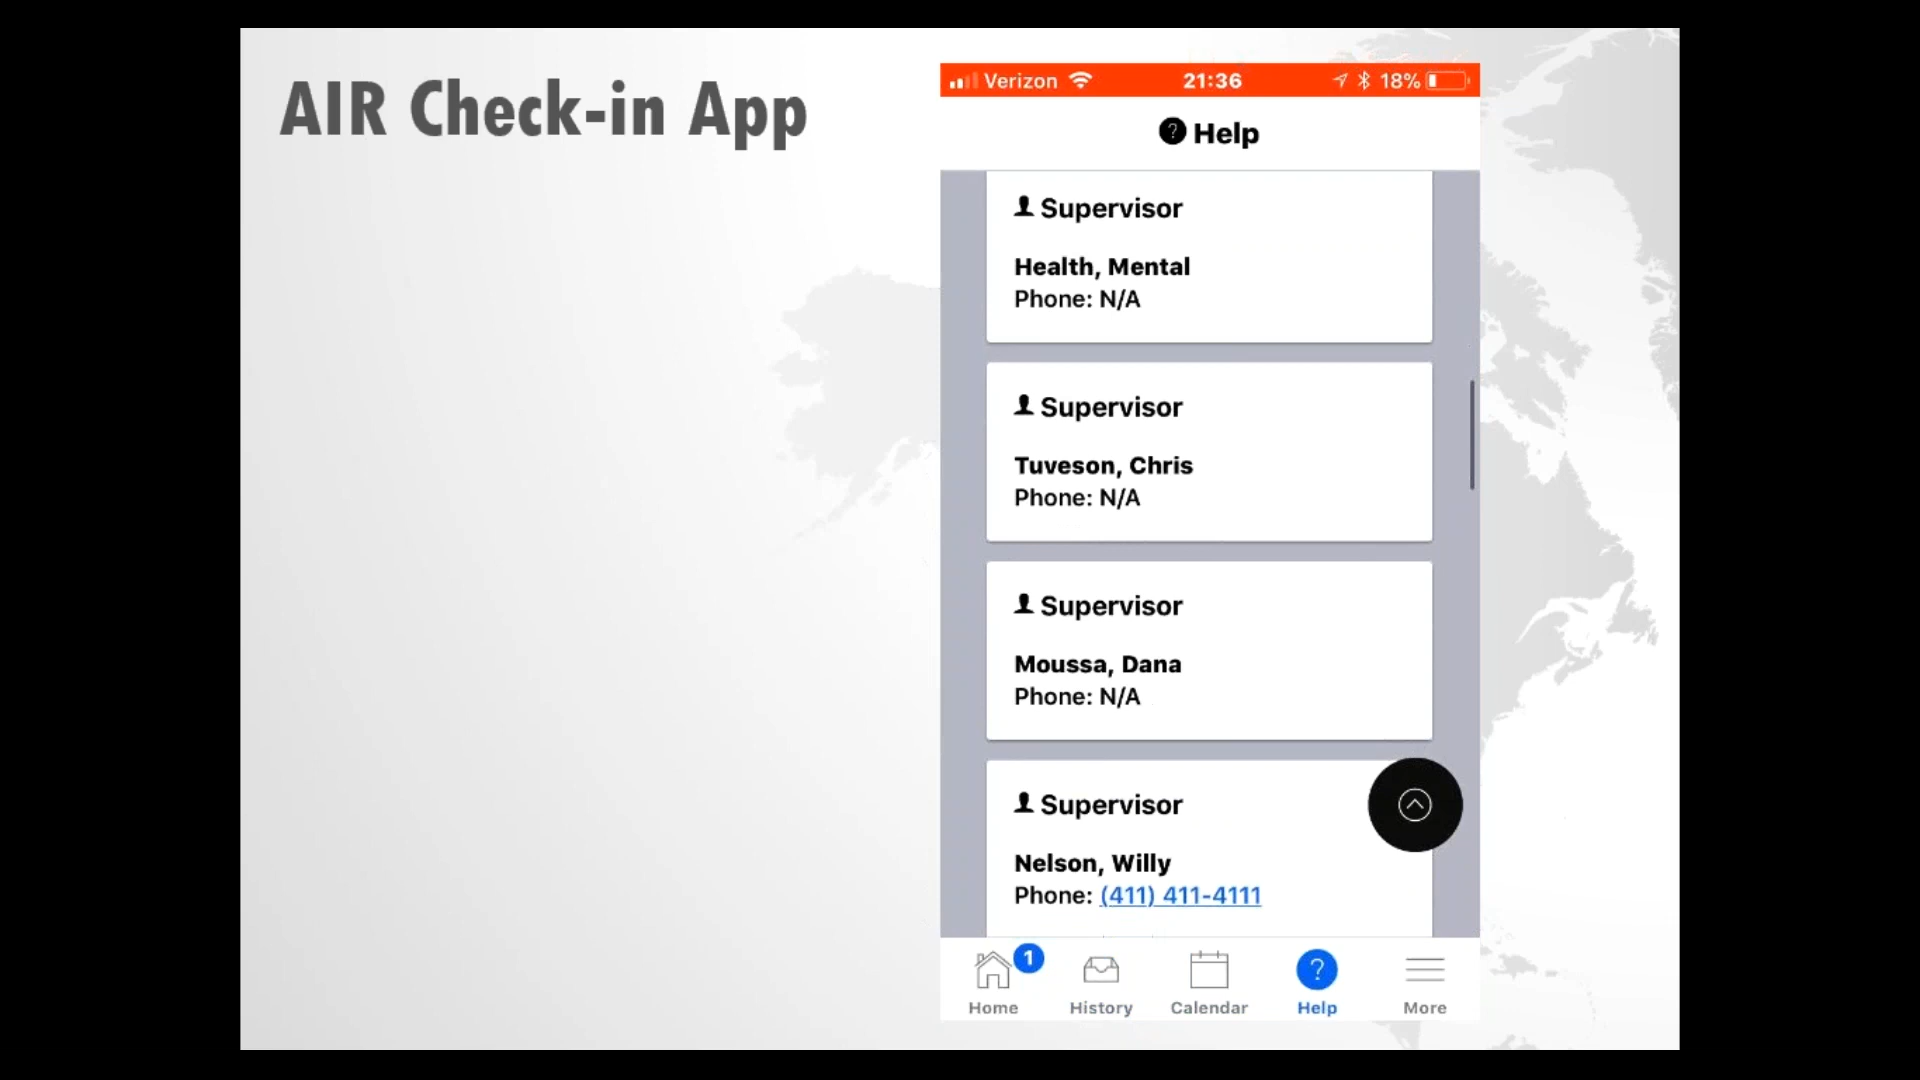 AIR Check-in App
Verizon 21:36 18%
? Help
Supervisor
Health, Mental
Phone: N/A
Supervisor
Tuveson, Chris
Phone: N/A
Supervisor
Moussa, Dana
Phone: N/A
Supervisor
Nelson, Willy
Phone: (411) 411-4111
1 ?
Home History Calendar Help More